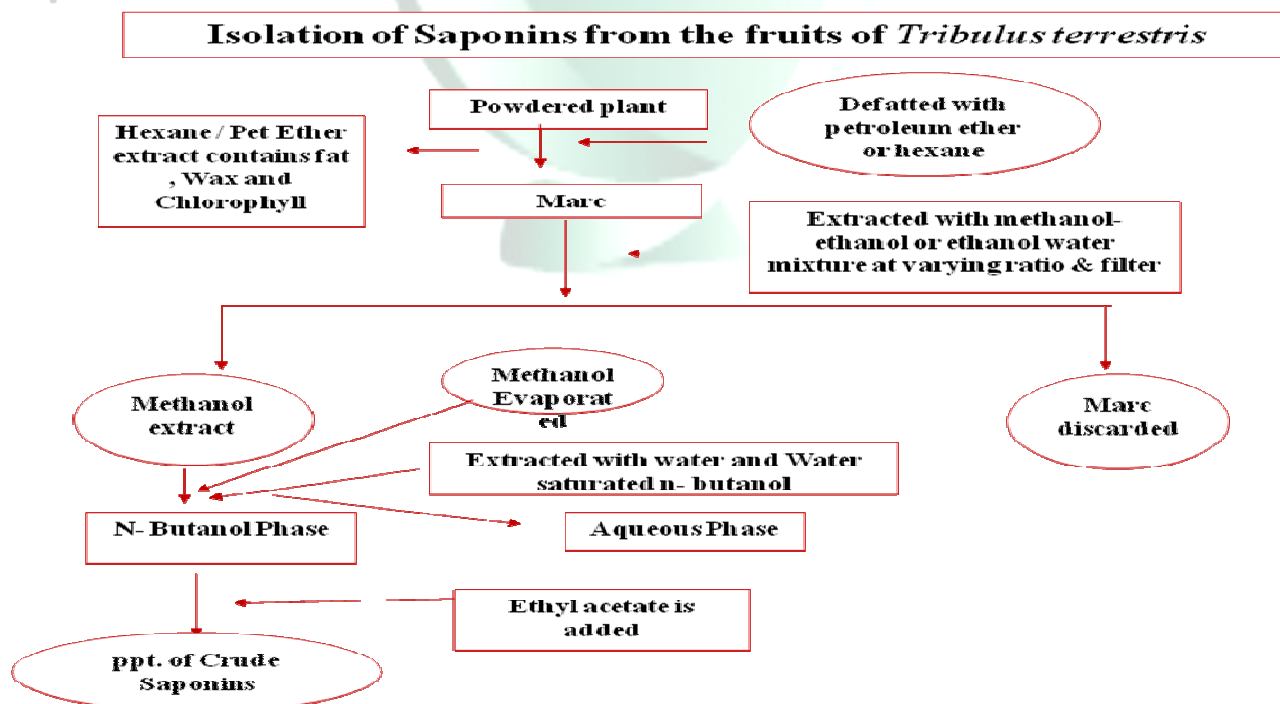 Isolation of Saponins from the fruits of Tribulus terrestris
Powdered plant
Defatted with
petroleum ether
or hexane
Hexane / Pet Ether
extract contains fat
, Wax and
Chlorophyll
Marc
Extracted with methanol-
ethanol or ethanol water
mixture at varying ratio & filter
Methanol
extract
Methanol
Evaporat
ed
Marc
discarded
Extracted with water and Water
saturated n- butanol
N- Butanol Phase
Aqueous Phase
Ethyl acetate is
added
ppt. of Crude
Saponins